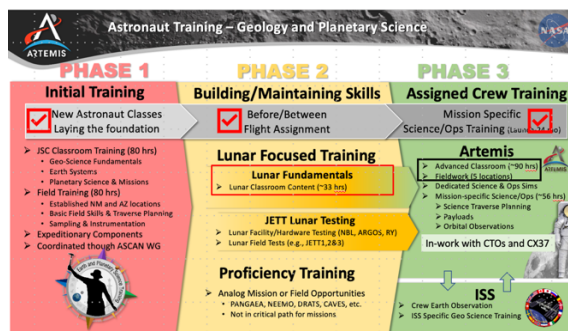 Astronaut Training – Geology and Planetary Science
ARTEMIS
NASA
PHASE 1
PHASE 2
PHASE 3
Initial Training
Building/Maintaining Skills
Assigned Crew Training
New Astronaut Classes
Laying the foundation
Before/Between
Flight Assignment
Mission Specific
Science/Ops Training
JSC Classroom Training (80 hrs)
Geo-Science Fundamentals
Earth Systems
Planetary Science & Missions
Field Training (80 hrs)
Established NM and AZ locations
Basic Field Skills & Traverse Planning
Sampling & Instrumentation
Expeditionary Components
Coordinated though ASCAN WG
Earth and Planetary Science Training
Lunar Focused Training
Lunar Fundamentals
Lunar Classroom Content (~33 hrs)
JETT Lunar Testing
Lunar Facility/Hardware Testing (NBL, ARGOS, RY)
Lunar Field Tests (e.g., JETT1,2&3)
Proficiency Training
Analog Mission or Field Opportunities
PANGAEA, NEEMO, DRATS, CAVES, etc.
Not in critical path for missions
Artemis
Advanced Classroom (~90 hrs)
Fieldwork (5 locations)
Dedicated Science & Ops Sims
Mission-specific Science/Ops (~56 hrs)
Science Traverse Planning
Payloads
Orbital Observations
In-work with CTOs and CX37
ISS
Crew Earth Observation
ISS Specific Geo Science Training